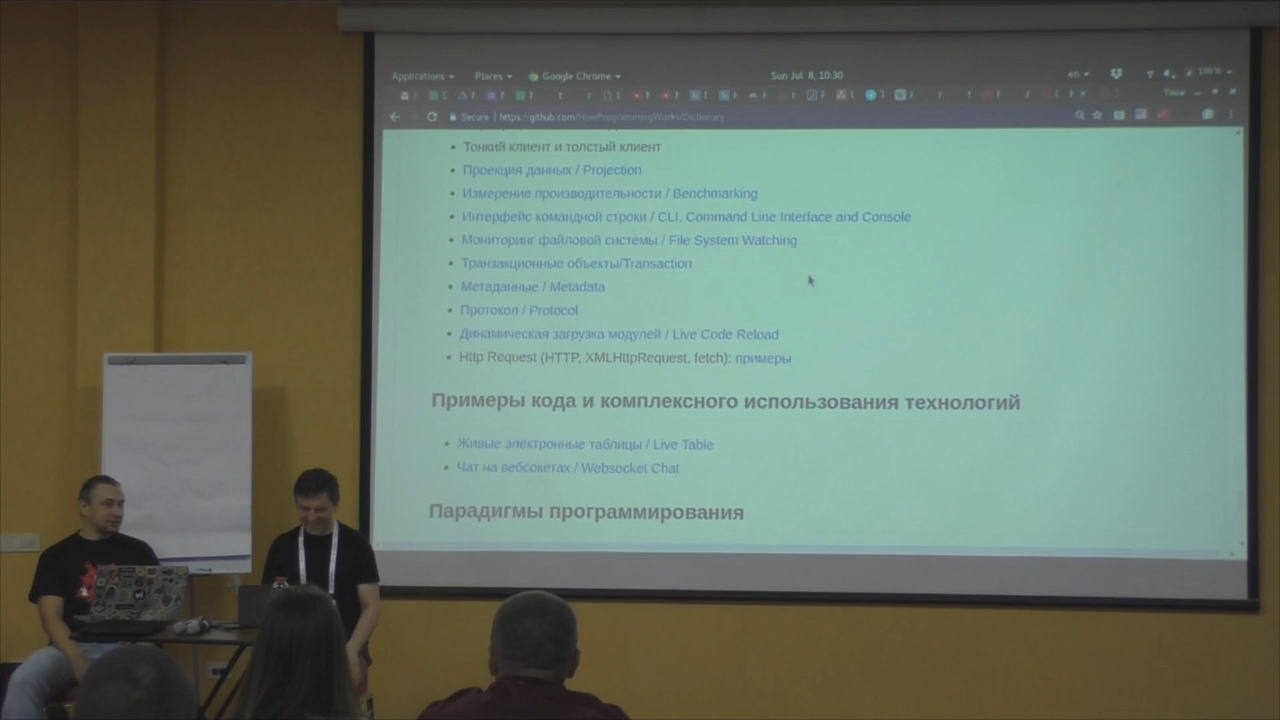 Applications Places Google Chrome Sun Jul 8, 10:30 en 100%
Timur
Secure https://github.com/HowProgrammingWorks/Dictionary
Тонкий клиент и толстый клиент
Проекция данных / Projection
Измерение производительности / Benchmarking
Интерфейс командной строки / CLI, Command Line Interface and Console
Мониторинг файловой системы / File System Watching
Транзакционные объекты/Transaction
Метаданные / Metadata
Протокол / Protocol
Динамическая загрузка модулей / Live Code Reload
Http Request (HTTP, XMLHttpRequest, fetch): примеры
Примеры кода и комплексного использования технологий
Живые электронные таблицы / Live Table
Чат на вебсокетах / Websocket Chat
Парадигмы программирования